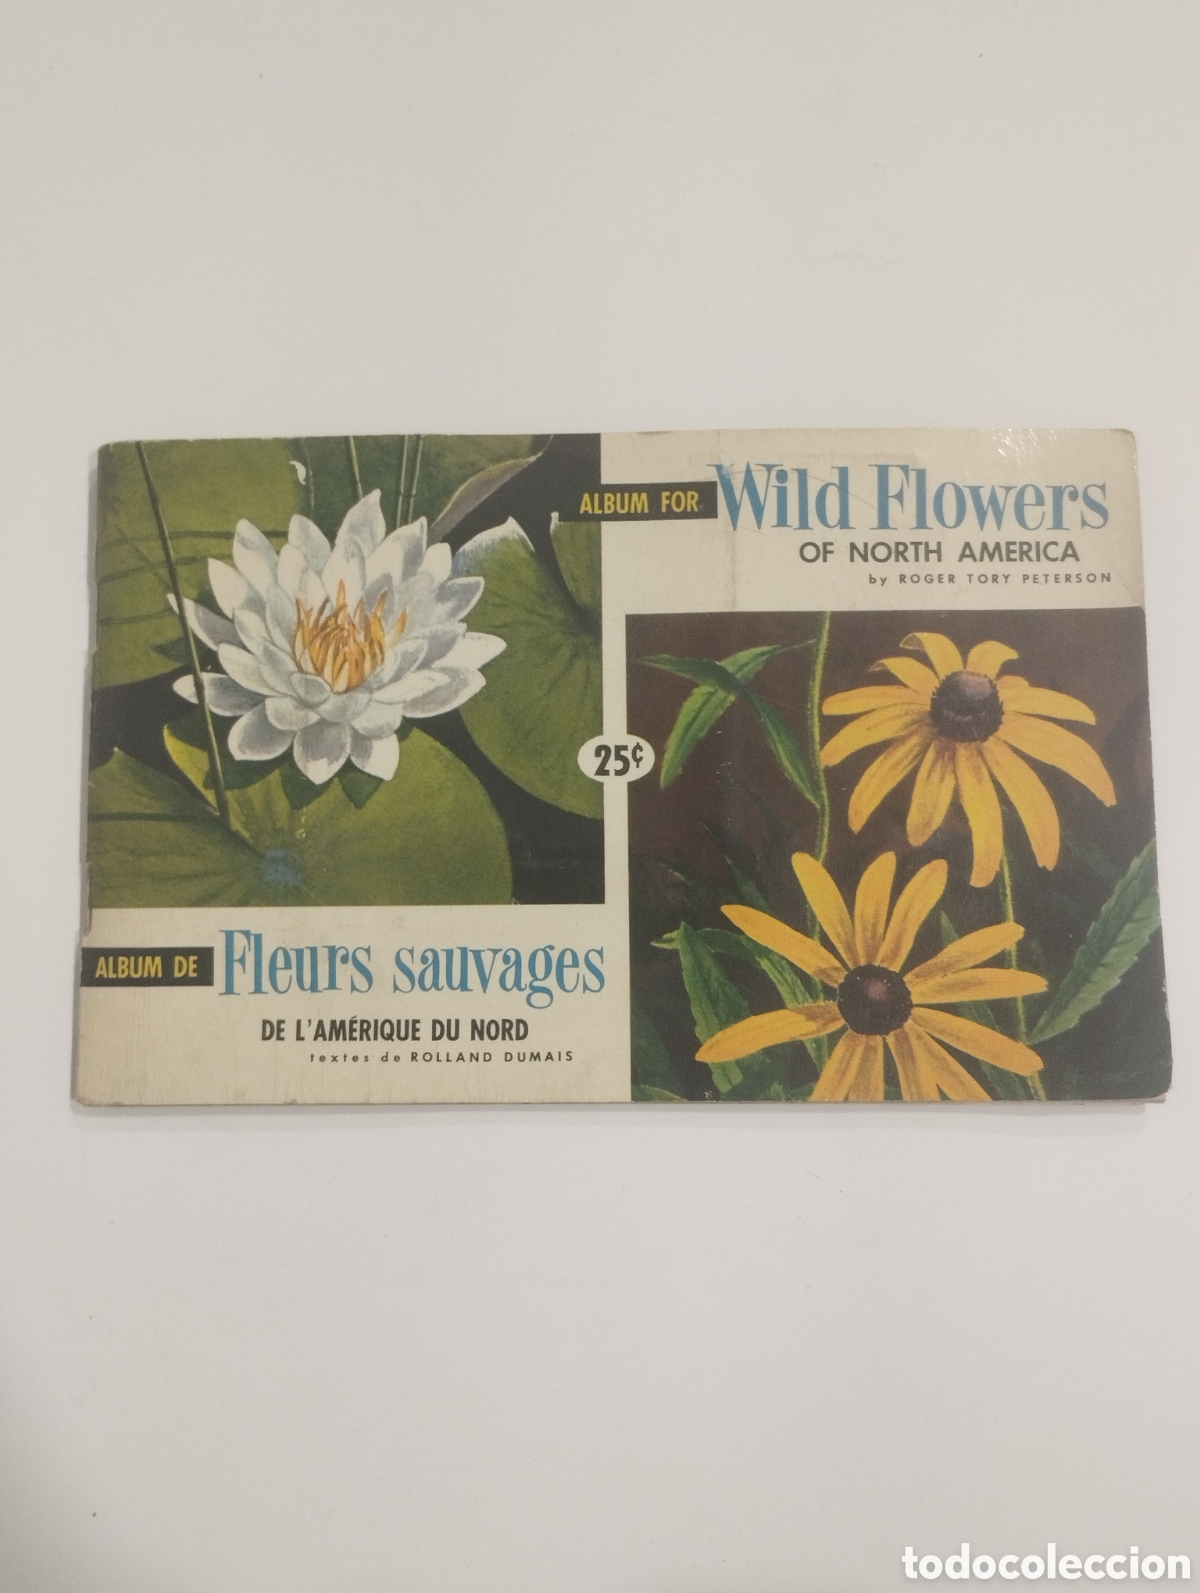 ALBUM FOR Wild Flowers
OF NORTH AMERICA
by ROGER TORY PETERSON
25¢
ALBUM DE Fleurs sauvages
DE L'AMÉRIQUE DU NORD
textes de ROLLAND DUMAIS
todocoleccion